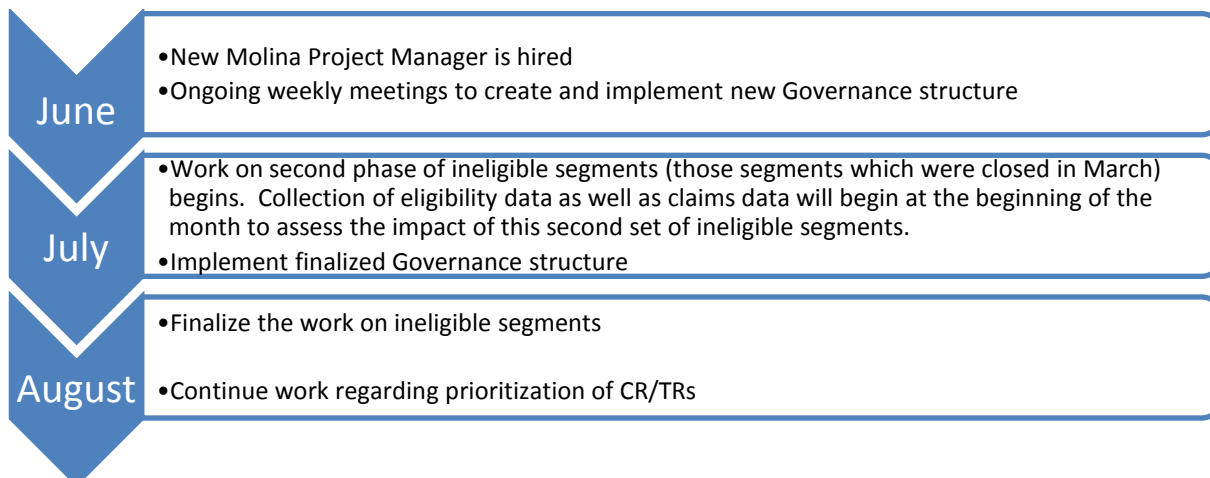 June
•New Molina Project Manager is hired
•Ongoing weekly meetings to create and implement new Governance structure
July
•Work on second phase of ineligible segments (those segments which were closed in March)
begins.  Collection of eligibility data as well as claims data will begin at the beginning of the
month to assess the impact of this second set of ineligible segments.
•Implement finalized Governance structure
August
•Finalize the work on ineligible segments
•Continue work regarding prioritization of CR/TRs